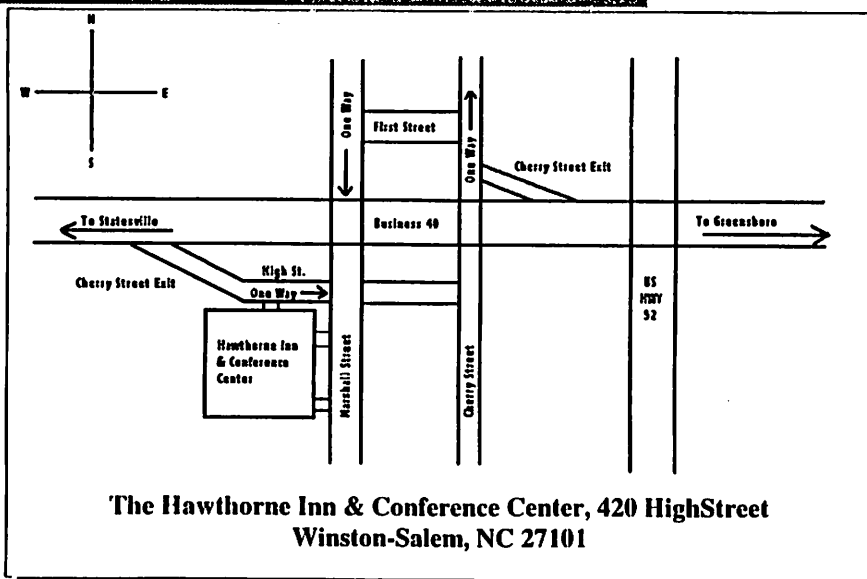 N
W E
S
One Way
First Street
One Way
Cherry Street Exit
To Statesville
Business 40
To Greensboro
Cherry Street Exit
High St.
One Way
US
HWY
52
Hawthorne Inn
& Conference
Center
Marshall Street
Cherry Street
The Hawthorne Inn & Conference Center, 420 HighStreet
Winston-Salem, NC 27101